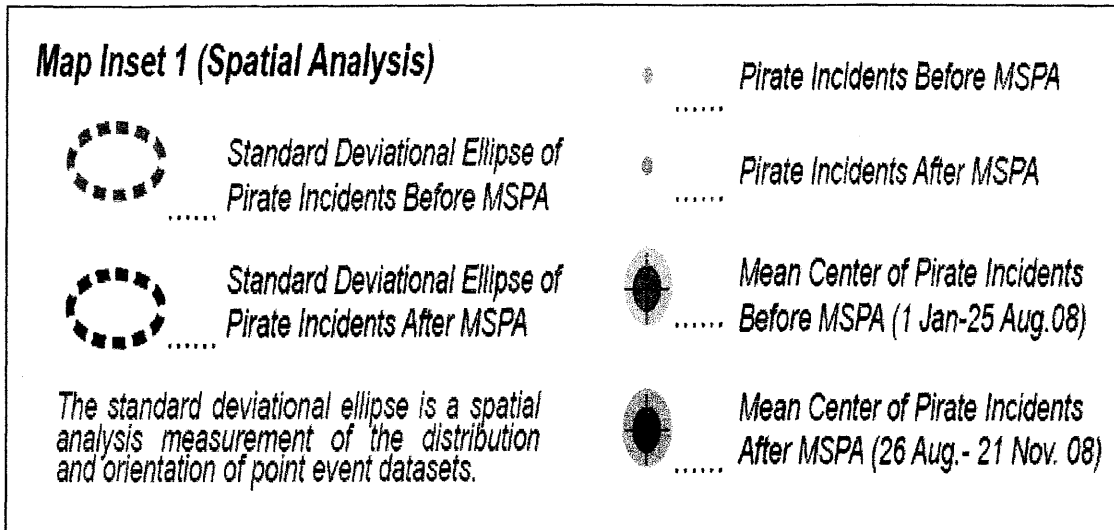 Map Inset 1 (Spatial Analysis)
Standard Deviational Ellipse of
...... Pirate Incidents Before MSPA
Standard Deviational Ellipse of
...... Pirate Incidents After MSPA
The standard deviational ellipse is a spatial
analysis measurement of the distribution
and orientation of point event datasets.
...... Pirate Incidents Before MSPA
...... Pirate Incidents After MSPA
Mean Center of Pirate Incidents
...... Before MSPA (1 Jan-25 Aug.08)
Mean Center of Pirate Incidents
...... After MSPA (26 Aug.- 21 Nov. 08)